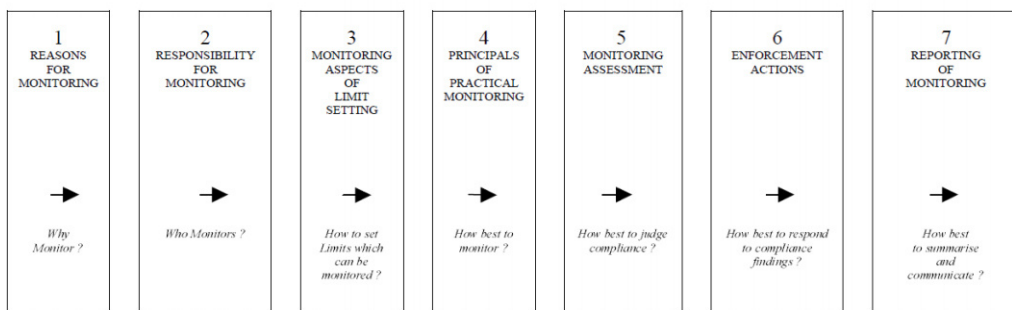 1
REASONS
FOR
MONITORING
Why
Monitor ?
2
RESPONSIBILITY
FOR
MONITORING
Who Monitors ?
3
MONITORING
ASPECTS
OF
LIMIT
SETTING
How to set
Limits which
can be
monitored ?
4
PRINCIPALS
OF
PRACTICAL
MONITORING
How best to
monitor ?
5
MONITORING
ASSESSMENT
How best to judge
compliance ?
6
ENFORCEMENT
ACTIONS
How best to respond
to compliance
findings ?
7
REPORTING
OF
MONITORING
How best
to summarise
and
communicate ?